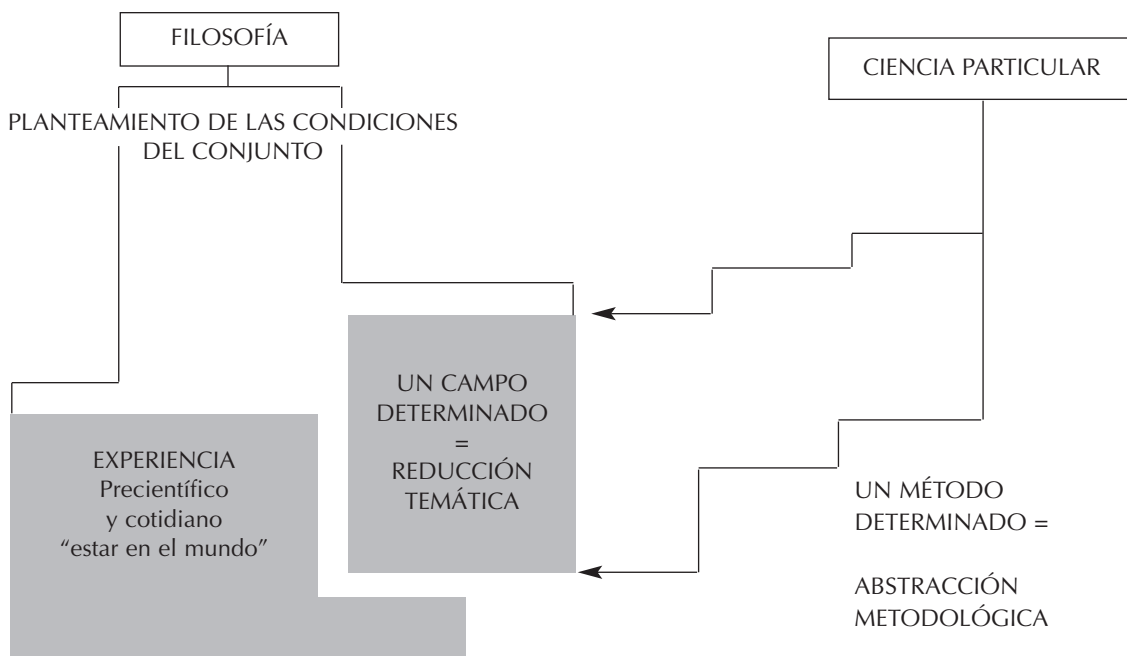 FILOSOFÍA
CIENCIA PARTICULAR
PLANTEAMIENTO DE LAS CONDICIONES
DEL CONJUNTO
UN CAMPO
DETERMINADO
=
REDUCCIÓN
TEMÁTICA
EXPERIENCIA
Precientífico
y cotidiano
“estar en el mundo”
UN MÉTODO
DETERMINADO =
ABSTRACCIÓN
METODOLÓGICA